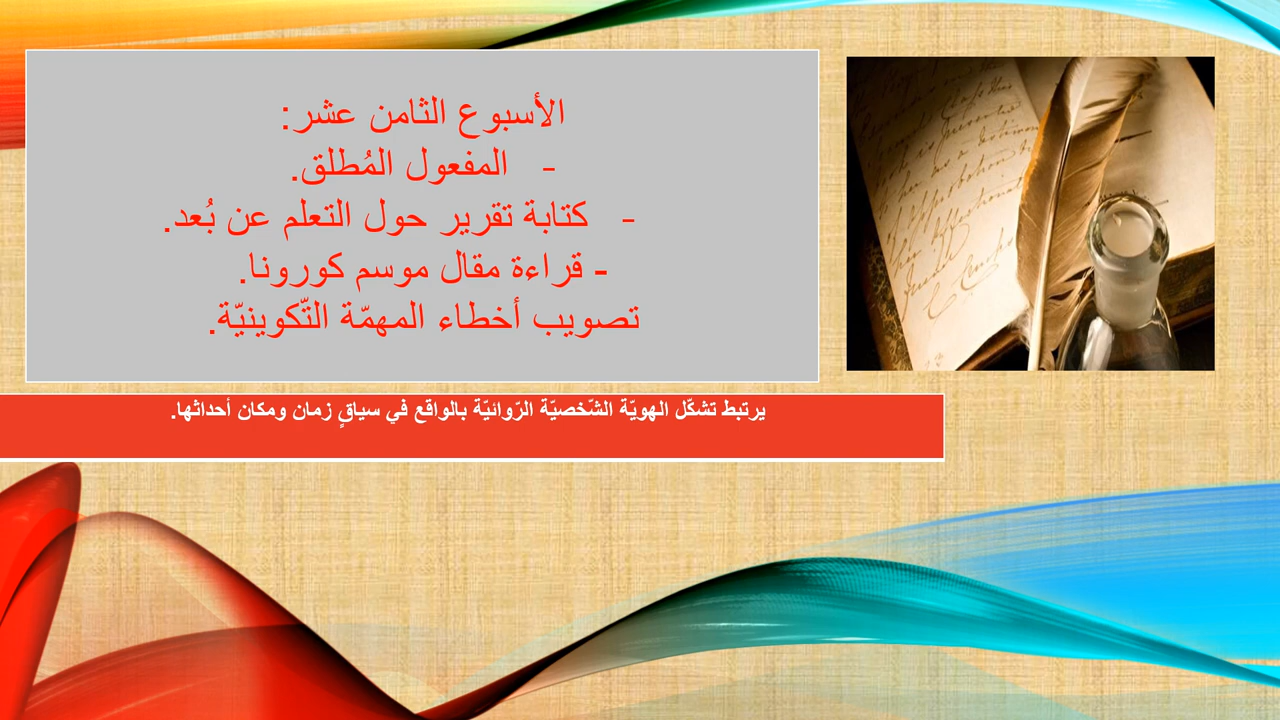 الأسبوع الثامن عشر:
- المفعول المُطلق.
- كتابة تقرير حول التعلم عن بُعد.
- قراءة مقال موسم كورونا.
تصويب أخطاء المهمّة التّكوينيّة.
يرتبط تشكّل الهويّة الشّخصيّة الرّوائيّة بالواقع في سياقٍ زمان ومكان أحداثها.